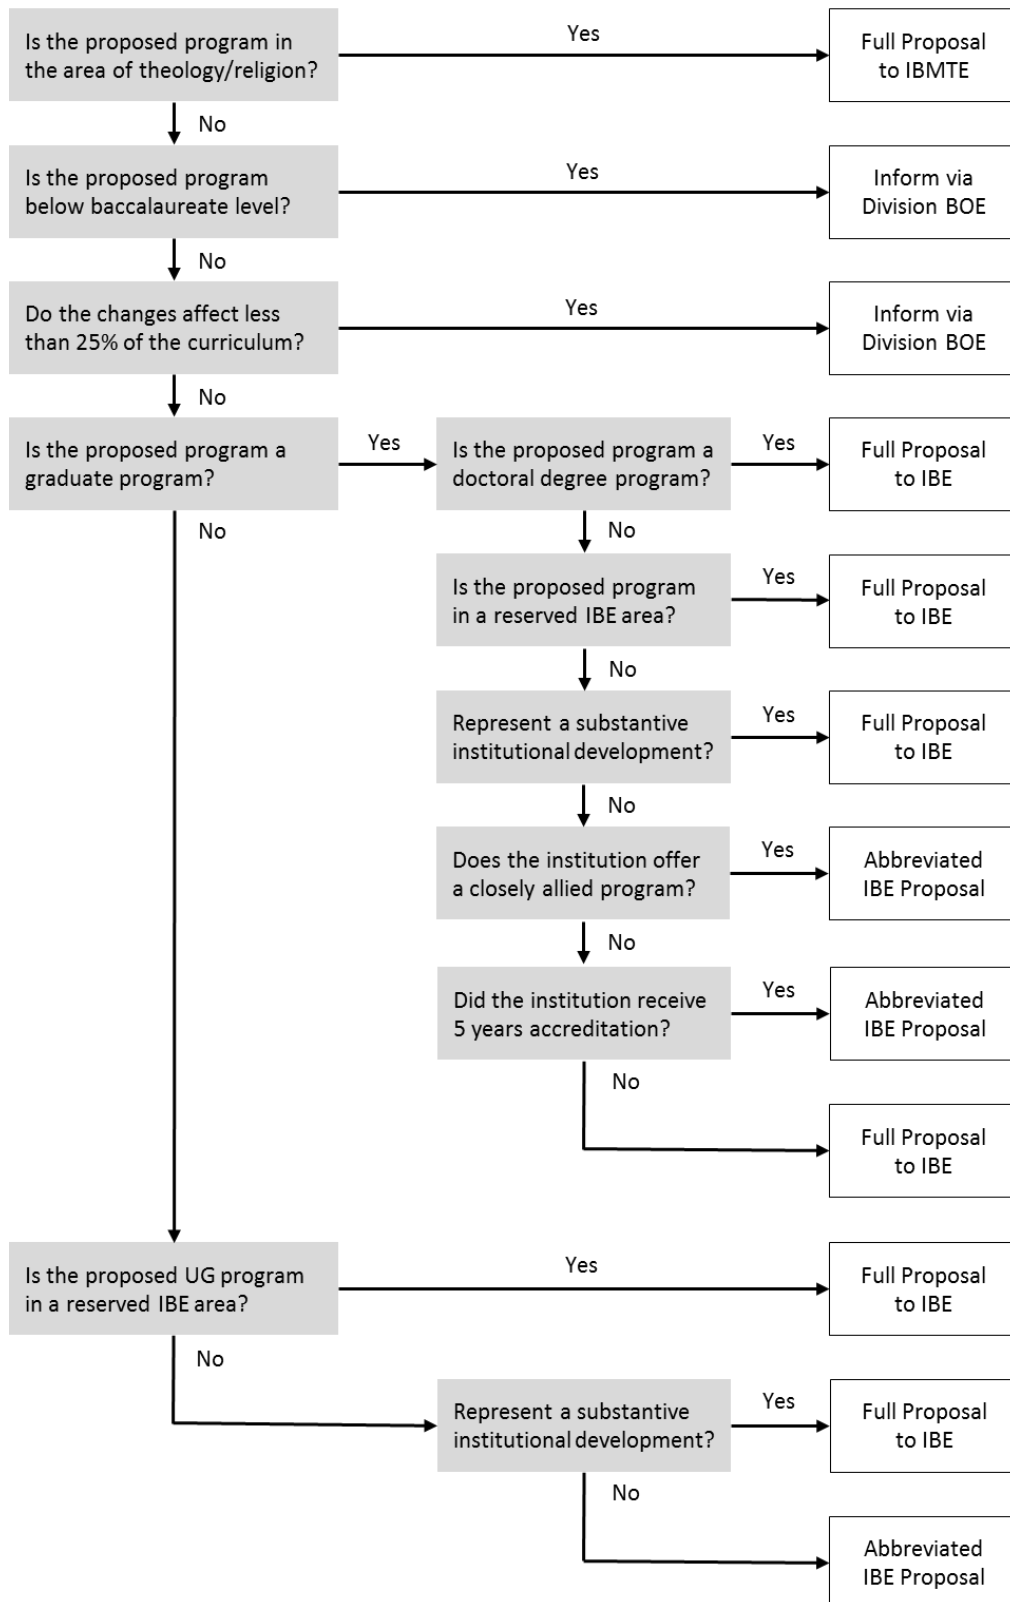 Is the proposed program in
the area of theology/religion?
Yes
Full Proposal
to IBMTE
No
Is the proposed program
below baccalaureate level?
Yes
Inform via
Division BOE
No
Do the changes affect less
than 25% of the curriculum?
Yes
Inform via
Division BOE
No
Is the proposed program a
graduate program?
Yes
Is the proposed program a
doctoral degree program?
Yes
Full Proposal
to IBE
No
No
Is the proposed program
in a reserved IBE area?
Yes
Full Proposal
to IBE
No
Represent a substantive
institutional development?
Yes
Full Proposal
to IBE
No
Does the institution offer
a closely allied program?
Yes
Abbreviated
IBE Proposal
No
Did the institution receive
5 years accreditation?
Yes
Abbreviated
IBE Proposal
No
Full Proposal
to IBE
Is the proposed UG program
in a reserved IBE area?
Yes
Full Proposal
to IBE
No
Represent a substantive
institutional development?
Yes
Full Proposal
to IBE
No
Abbreviated
IBE Proposal